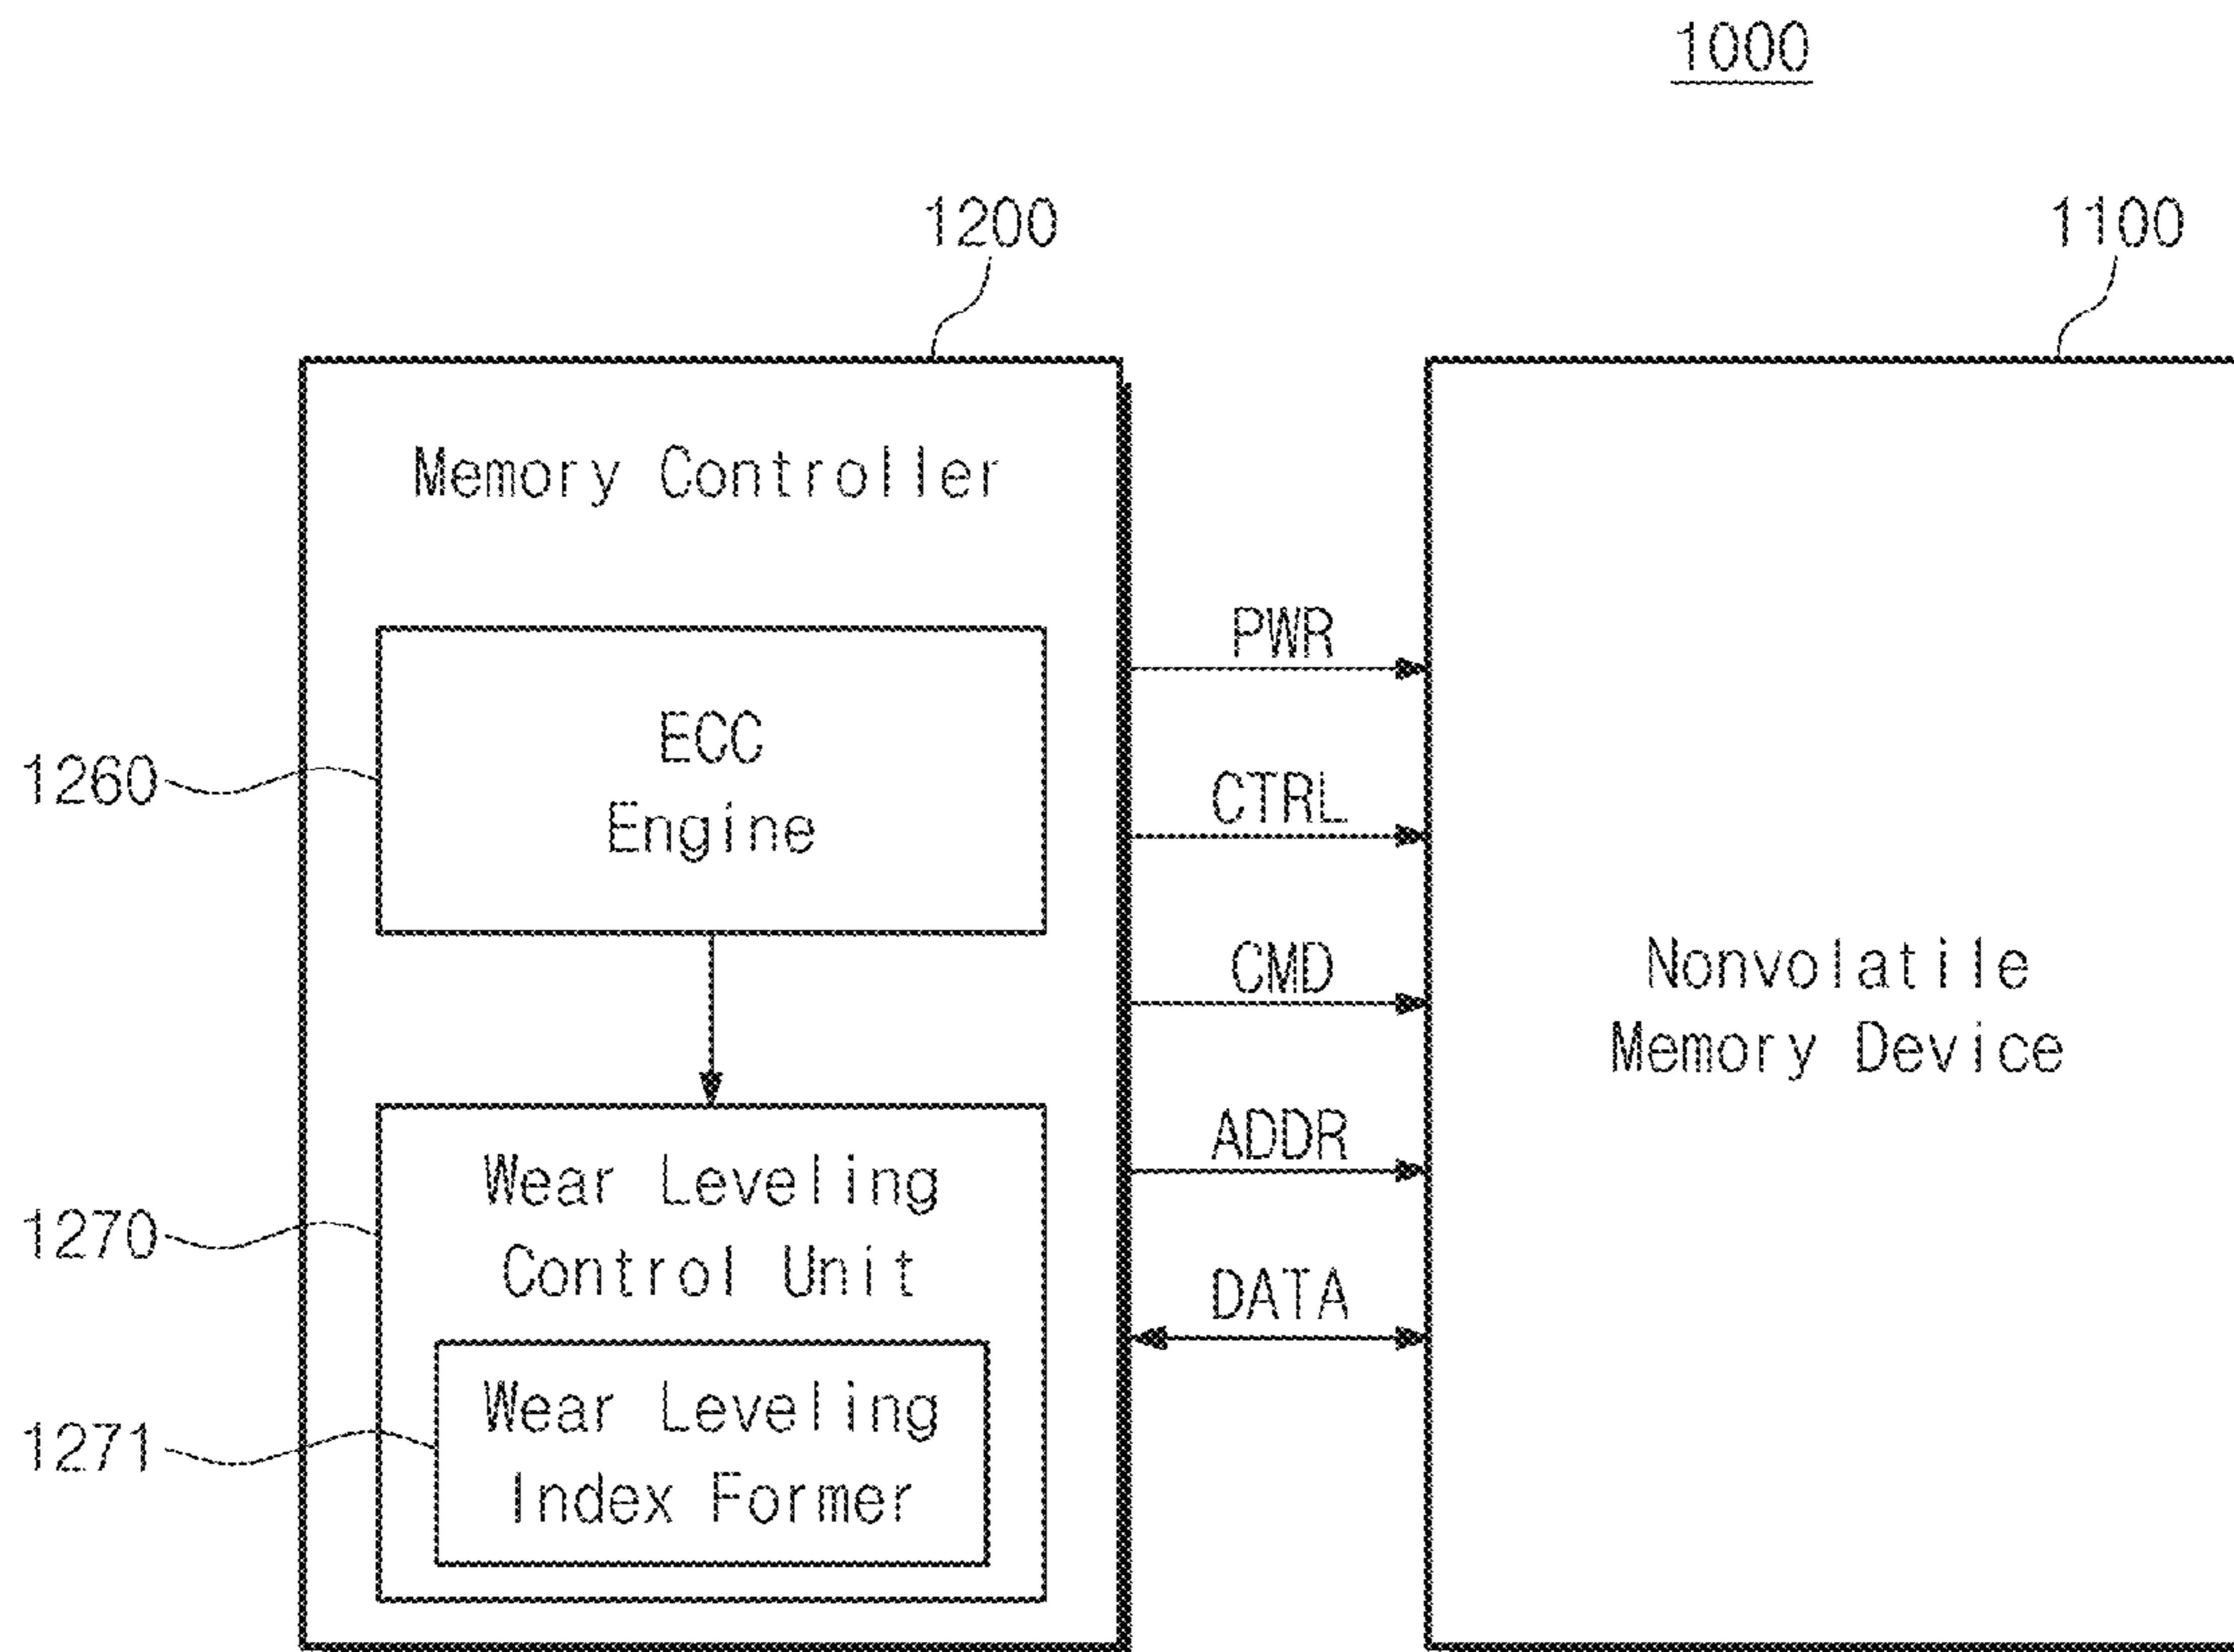 1000
1200
1100
Memory Controller
PWR
ECC
Engine
1260
CTRL
CMD
Nonvolatile
Memory Device
ADDR
Wear Leveling
Control Unit
1270
DATA
Wear Leveling
Index Former
1271